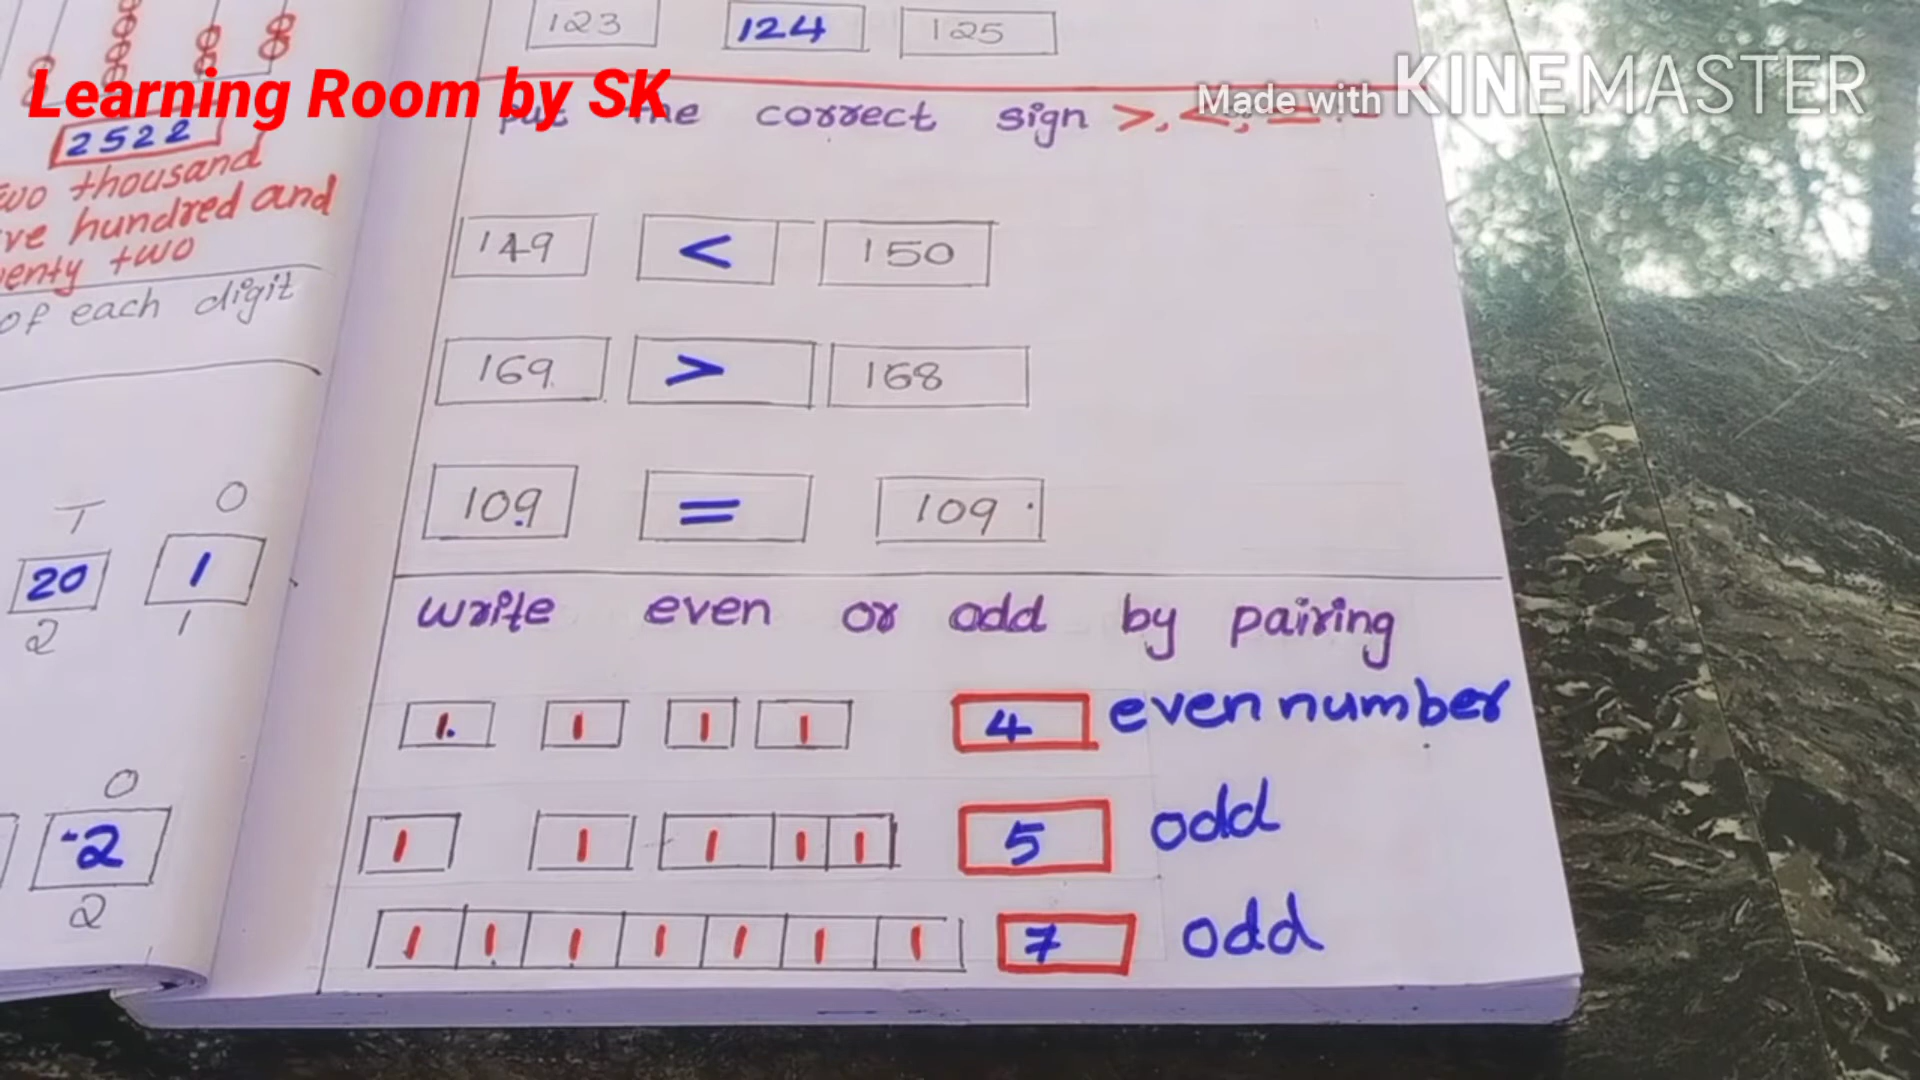 Learning Room by SK
Made with KINEMASTER
2522
thousand
hundred and
two
of each digit
T O
20 1
2 1
O
2
2
123 124 125
correct sign >, <, =
149 < 150
169 > 168
109 = 109
write even or odd by pairing
1 1 1 1 4 even number
1 1 1 1 1 5 odd
1 1 1 1 1 1 1 7 odd